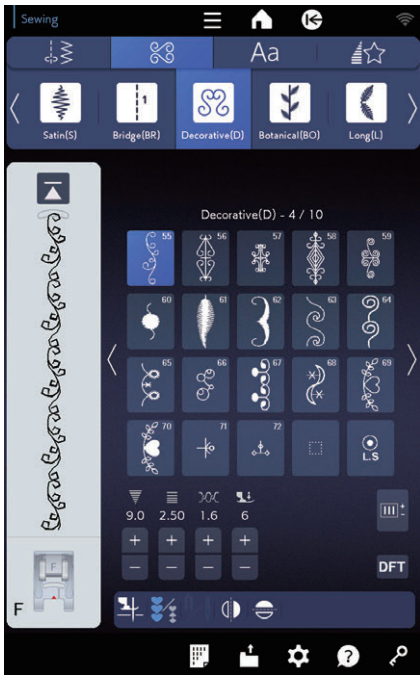 Sewing
Aa
1
Satin(S) Bridge(BR) Decorative(D) Botanical(BO) Long(L)
Decorative(D) - 4 / 10
55 56 57 58 59
60 61 62 63 64
65 66 67 68 69
70 71 72 L.S
9.0 2.50 1.6 6
+ + +
− − −
DFT
F
F
?